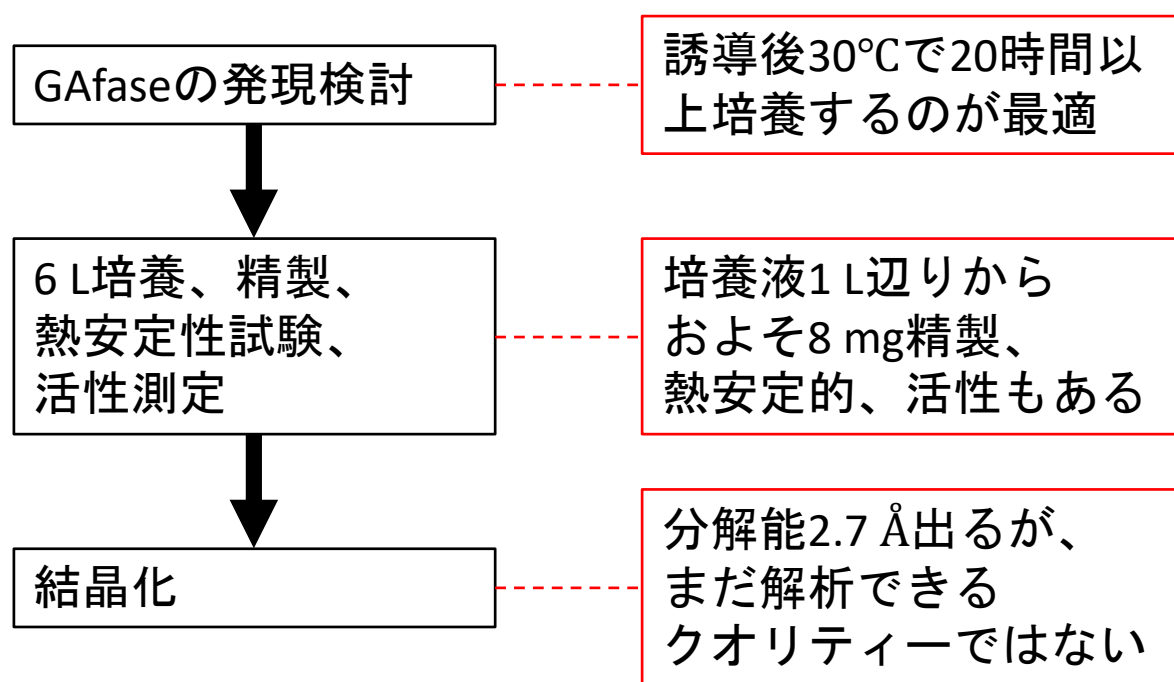 GAfaseの発現検討
誘導後30℃で20時間以
上培養するのが最適
6 L培養、精製、
熱安定性試験、
活性測定
培養液1 L辺りから
およそ8 mg精製、
熱安定的、活性もある
結晶化
分解能2.7 Å出るが、
まだ解析できる
クオリティーではない